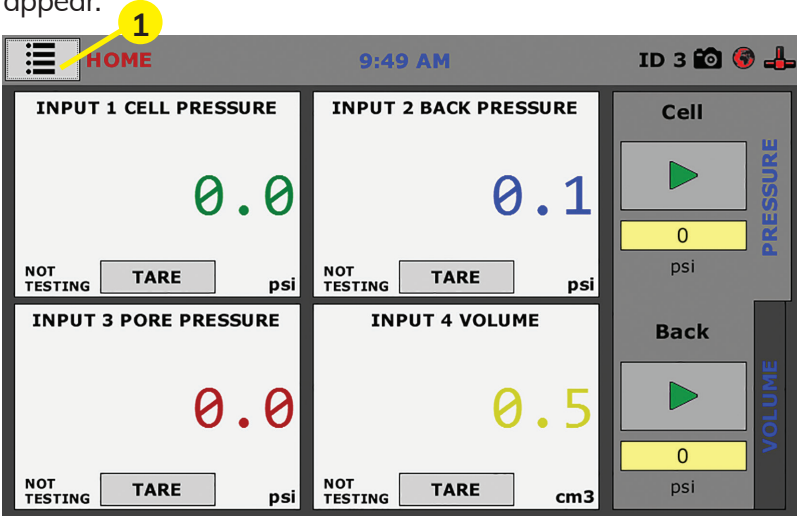 appear.
1
HOME
9:49 AM
ID 3
INPUT 1 CELL PRESSURE
0.0
NOT TESTING
TARE
psi
INPUT 2 BACK PRESSURE
0.1
NOT TESTING
TARE
psi
INPUT 3 PORE PRESSURE
0.0
NOT TESTING
TARE
psi
INPUT 4 VOLUME
0.5
NOT TESTING
TARE
cm3
Cell
0
psi
Back
0
psi
PRESSURE
VOLUME